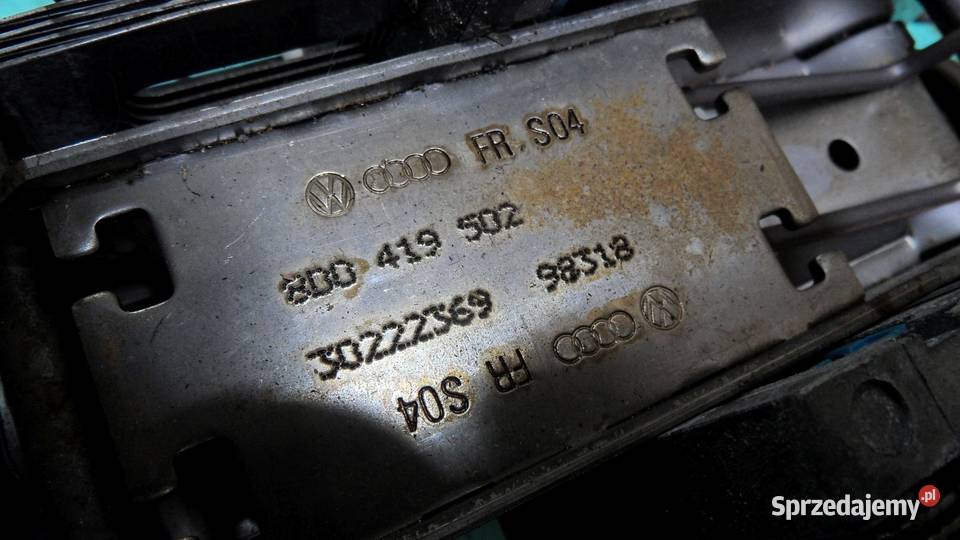 FR S04
8D0 419 502
30222369 98318
FR S04
Sprzedajemy.pl